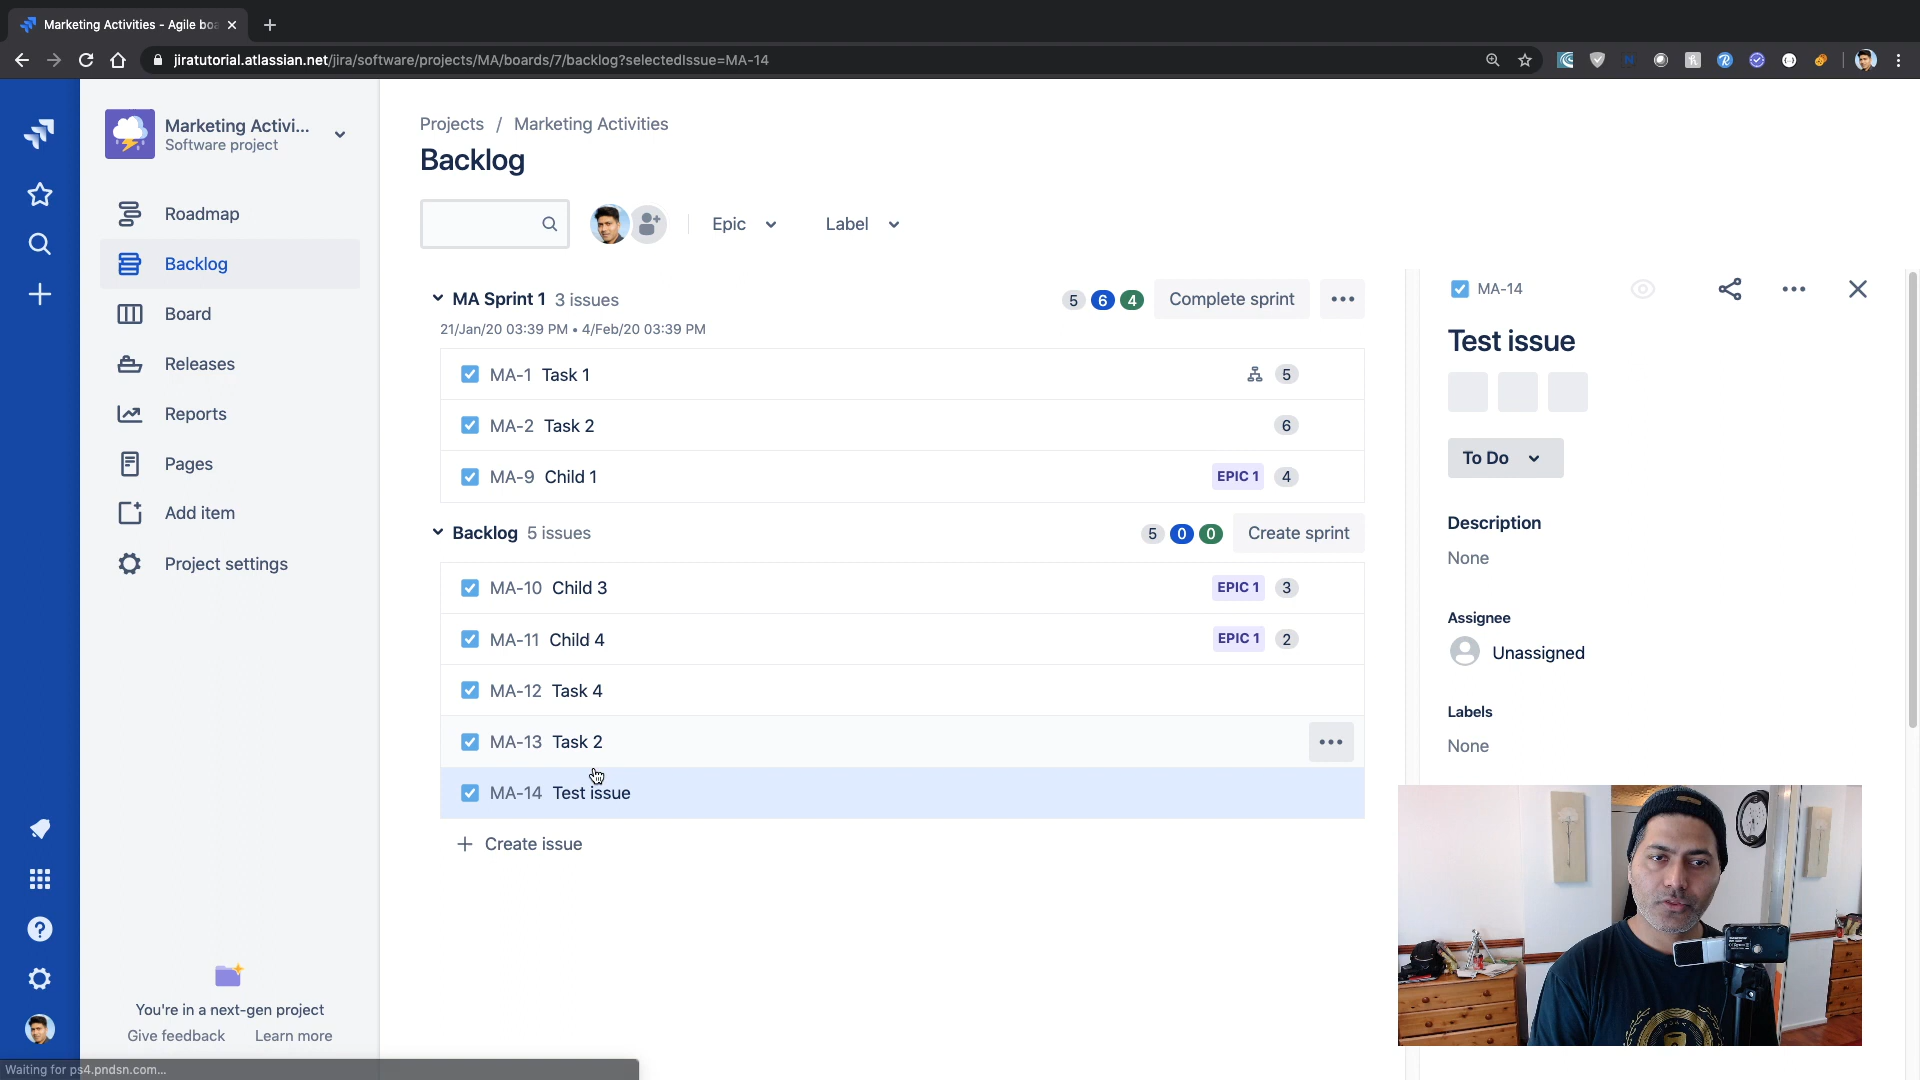 Marketing Activities - Agile boa
jiratutorial.atlassian.net/jira/software/projects/MA/boards/7/backlog?selectedIssue=MA-14
Marketing Activi...
Software project
Roadmap
Backlog
Board
Releases
Reports
Pages
Add item
Project settings
You're in a next-gen project
Give feedback Learn more
Waiting for ps4.pndsn.com...
Projects / Marketing Activities
Backlog
Epic Label
MA Sprint 1 3 issues 5 6 4 Complete sprint
21/Jan/20 03:39 PM • 4/Feb/20 03:39 PM
MA-1 Task 1 5
MA-2 Task 2 6
MA-9 Child 1 EPIC 1 4
Backlog 5 issues 5 0 0 Create sprint
MA-10 Child 3 EPIC 1 3
MA-11 Child 4 EPIC 1 2
MA-12 Task 4
MA-13 Task 2
MA-14 Test issue
+ Create issue
MA-14
Test issue
To Do
Description
None
Assignee
Unassigned
Labels
None